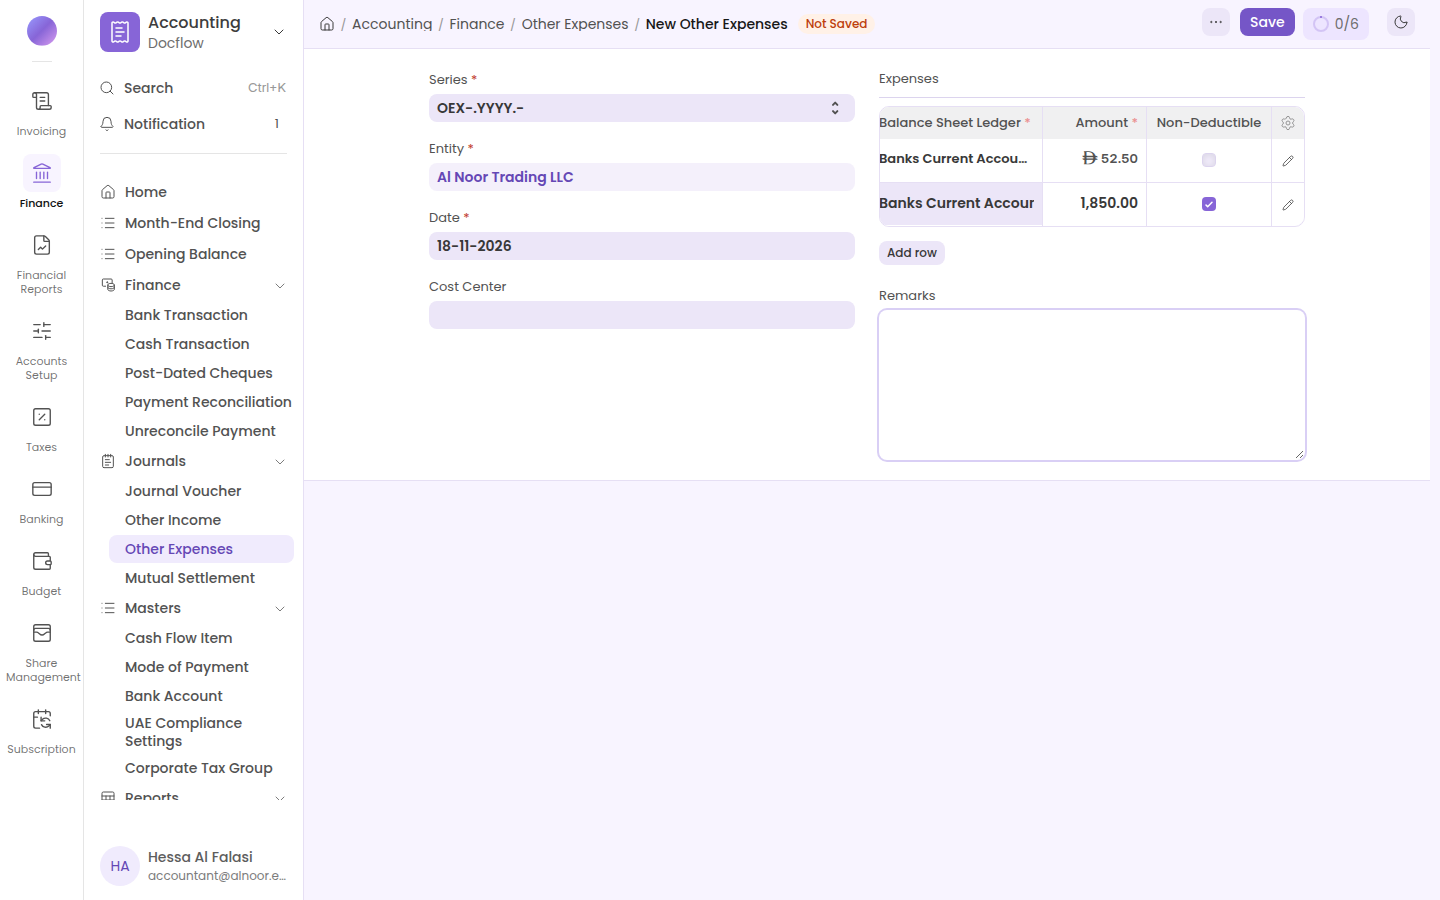 Accounting
Docflow
Search Ctrl+K
Notification 1
Invoicing
Finance
Financial Reports
Accounts Setup
Taxes
Banking
Budget
Share Management
Subscription
Home
Month-End Closing
Opening Balance
Finance
Bank Transaction
Cash Transaction
Post-Dated Cheques
Payment Reconciliation
Unreconcile Payment
Journals
Journal Voucher
Other Income
Other Expenses
Mutual Settlement
Masters
Cash Flow Item
Mode of Payment
Bank Account
UAE Compliance
Settings
Corporate Tax Group
Reports
HA
Hessa Al Falasi
accountant@alnoor.e...
/ Accounting / Finance / Other Expenses / New Other Expenses Not Saved
... Save 0/6
Series *
OEX-.YYYY.-
Entity *
Al Noor Trading LLC
Date *
18-11-2026
Cost Center
Expenses
Balance Sheet Ledger * Amount * Non-Deductible
Banks Current Accou... 52.50
Banks Current Accour 1,850.00
Add row
Remarks